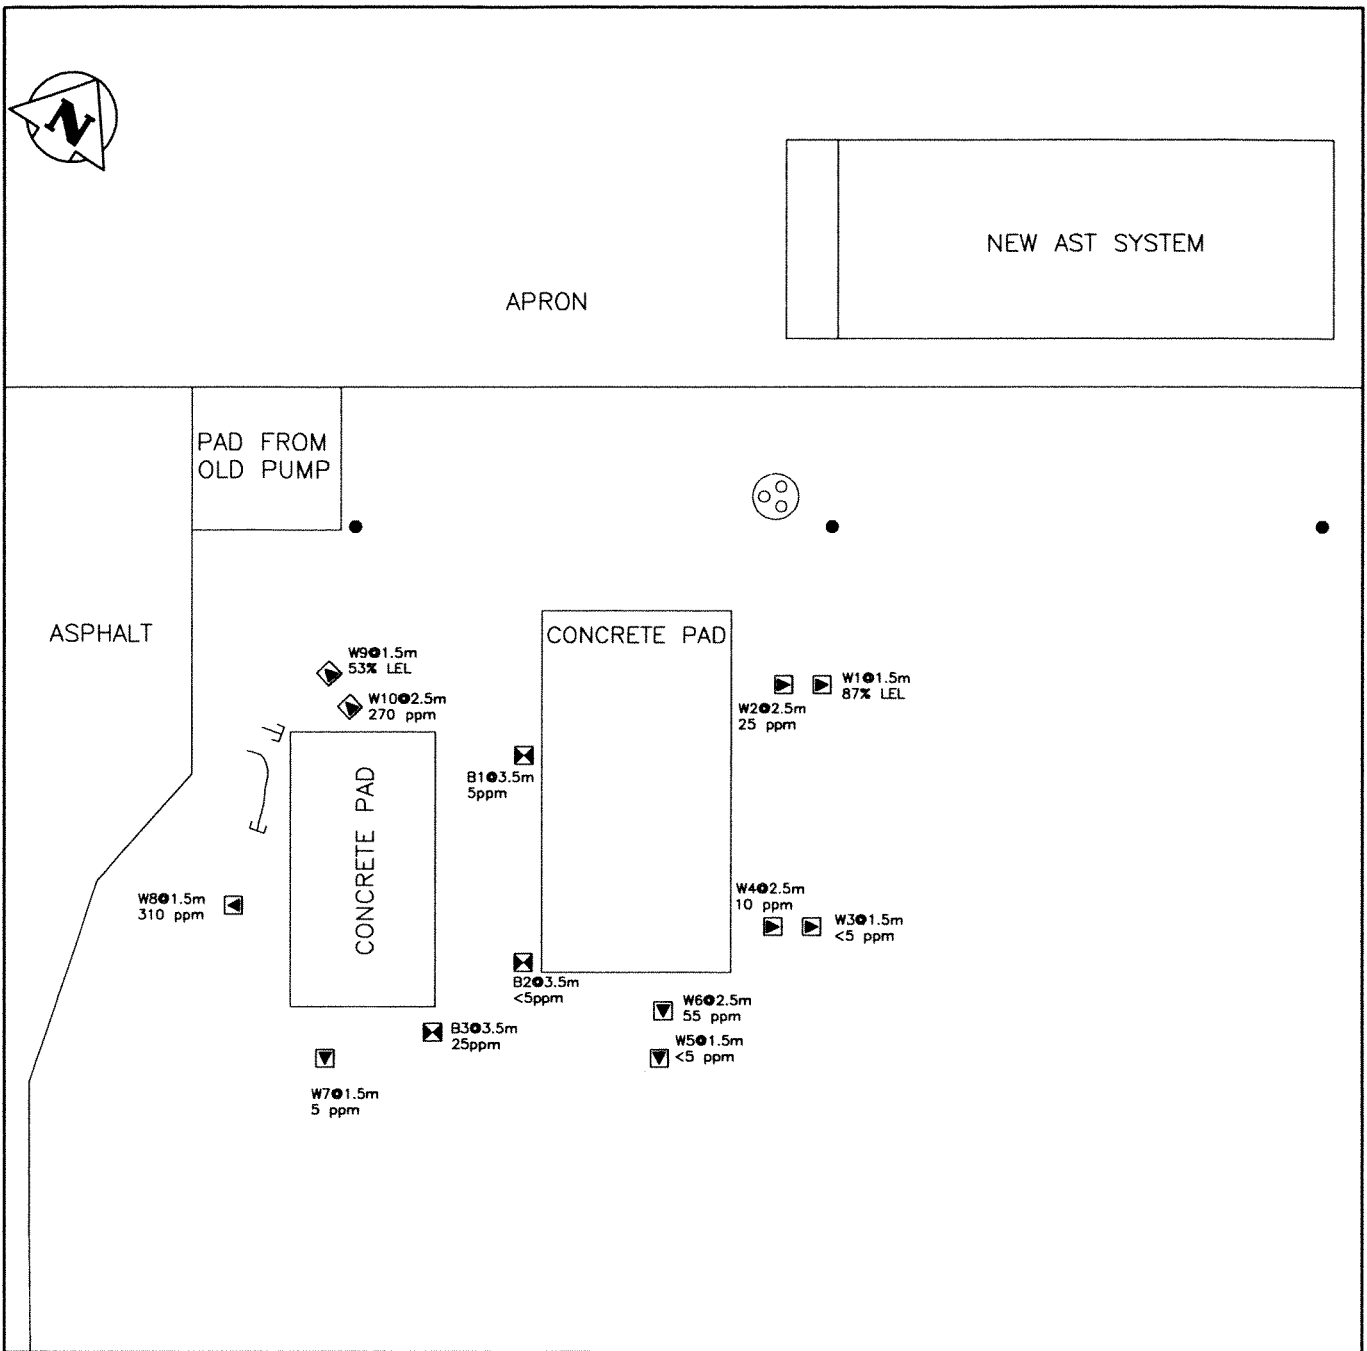 N
NEW AST SYSTEM
APRON
PAD FROM
OLD PUMP
ASPHALT
CONCRETE PAD
W9@1.5m
53% LEL
W10@2.5m
270 ppm
W1@1.5m
87% LEL
W2@2.5m
25 ppm
B1@3.5m
5ppm
CONCRETE PAD
W8@1.5m
310 ppm
W4@2.5m
10 ppm
W3@1.5m
<5 ppm
B2@3.5m
<5ppm
W6@2.5m
55 ppm
B3@3.5m
25ppm
W5@1.5m
<5 ppm
W7@1.5m
5 ppm